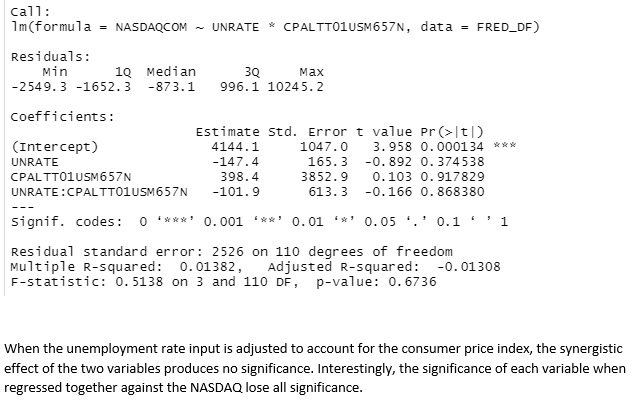 Call:
lm(formula = NASDAQCOM ~ UNRATE * CPALTT01USM657N, data = FRED_DF)
Residuals:
Min 1Q Median 3Q Max
-2549.3 -1652.3 -873.1 996.1 10245.2
Coefficients:
Estimate Std. Error t value Pr(>|t|)
(Intercept) 4144.1 1047.0 3.958 0.000134 ***
UNRATE -147.4 165.3 -0.892 0.374538
CPALTT01USM657N 398.4 3852.9 0.103 0.917829
UNRATE:CPALTT01USM657N -101.9 613.3 -0.166 0.868380
---
Signif. codes: 0 ‘***’ 0.001 ‘**’ 0.01 ‘*’ 0.05 ‘.’ 0.1 ‘ ’ 1
Residual standard error: 2526 on 110 degrees of freedom
Multiple R-squared: 0.01382, Adjusted R-squared: -0.01308
F-statistic: 0.5138 on 3 and 110 DF, p-value: 0.6736
When the unemployment rate input is adjusted to account for the consumer price index, the synergistic
effect of the two variables produces no significance. Interestingly, the significance of each variable when
regressed together against the NASDAQ lose all significance.